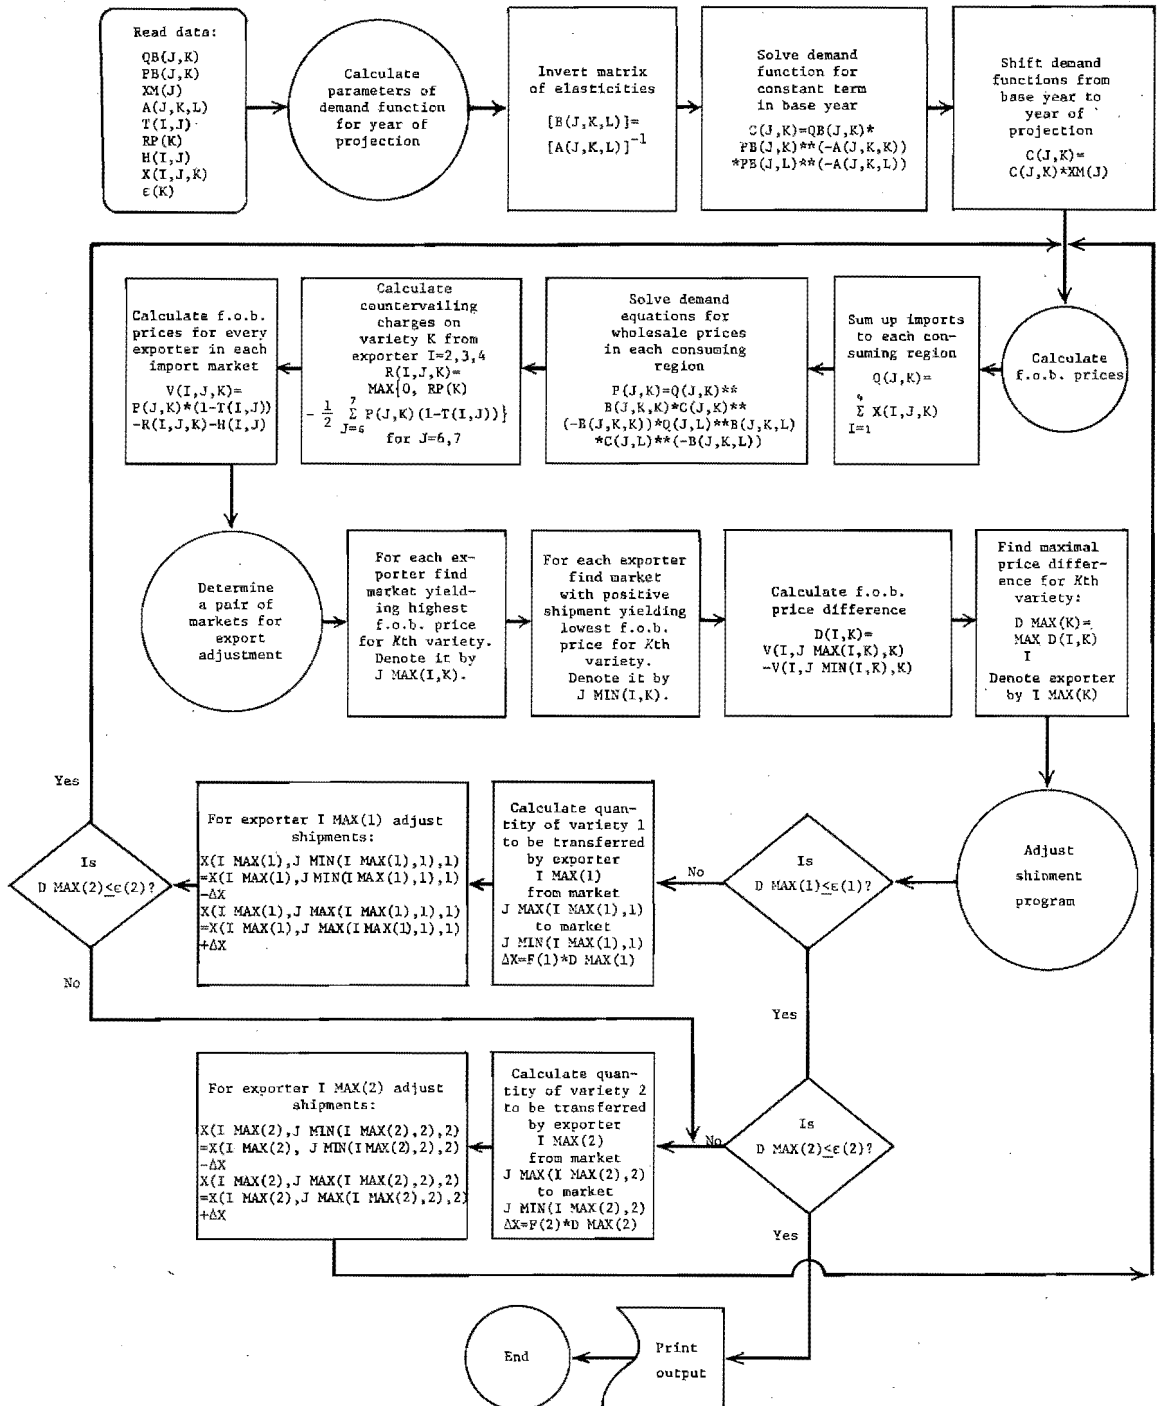 Read data:
QB(J,K)
PB(J,K)
XM(J)
A(J,K,L)
T(I,J)
RP(K)
H(I,J)
X(I,J,K)
ε(K)
Calculate
parameters of
demand function
for year of
projection
Invert matrix
of elasticities
[B(J,K,L)]=
[A(J,K,L)]⁻¹
Solve demand
function for
constant term
in base year
C(J,K)=QB(J,K)*
PB(J,K)**(-A(J,K,K))
*PB(J,L)**(-A(J,K,L))
Shift demand
functions from
base year to
year of
projection
C(J,K)=
C(J,K)*XM(J)
Calculate f.o.b.
prices for every
exporter in each
import market
V(I,J,K)=
P(J,K)*(1-T(I,J))
-R(I,J,K)-H(I,J)
Calculate
countervailing
charges on
variety K from
exporter I=2,3,4
R(I,J,K)=
MAX{0, RP(K)
- 1/2 7 Σ J=6 P(J,K)(1-T(I,J))}
for J=6,7
Solve demand
equations for
wholesale prices
in each consuming
region
P(J,K)=Q(J,K)**
B(J,K,K)*C(J,K)**
(-B(J,K,K))*Q(J,L)**B(J,K,L)
*C(J,L)**(-B(J,K,L))
Sum up imports
to each con-
suming region
Q(J,K)=
4
Σ X(I,J,K)
I=1
Calculate
f.o.b. prices
Determine
a pair of
markets for
export
adjustment
For each ex-
porter find
market yield-
ing highest
f.o.b. price
for Kth variety.
Denote it by
J MAX(I,K).
For each exporter
find market
with positive
shipment yielding
lowest f.o.b.
price for Kth
variety.
Denote it by
J MIN(I,K).
Calculate f.o.b.
price difference
D(I,K)=
V(I,J MAX(I,K),K)
-V(I,J MIN(I,K),K)
Find maximal
price differ-
ence for Kth
variety:
D MAX(K)=
MAX D(I,K)
I
Denote exporter
by I MAX(K)
Yes
Is
D MAX(2)≤ε(2)?
No
For exporter I MAX(1) adjust
shipments:
X(I MAX(1),J MIN(I MAX(1),1),1)
=X(I MAX(1),J MIN(I MAX(1),1),1)
-ΔX
X(I MAX(1),J MAX(I MAX(1),1),1)
=X(I MAX(1),J MAX(I MAX(1),1),1)
+ΔX
Calculate quan-
tity of variety 1
to be transferred
by exporter
I MAX(1)
from market
J MAX(I MAX(1),1)
to market
J MIN(I MAX(1),1)
ΔX=F(1)*D MAX(1)
No
Is
D MAX(1)≤ε(1)?
Yes
Adjust
shinment
program
For exporter I MAX(2) adjust
shipments:
X(I MAX(2),J MIN(I MAX(2),2),2)
=X(I MAX(2), J MIN(I MAX(2),2),2)
-ΔX
X(I MAX(2),J MAX(I MAX(2),2),2)
=X(I MAX(2),J MAX(I MAX(2),2),2)
+ΔX
Calculate quan-
tity of variety 2
to be transferred
by exporter
I MAX(2)
from market
J MAX(I MAX(2),2)
to market
J MIN(I MAX(2),2)
ΔX=F(2)*D MAX(2)
No
Is
D MAX(2)≤ε(2)?
Yes
End
Print
output